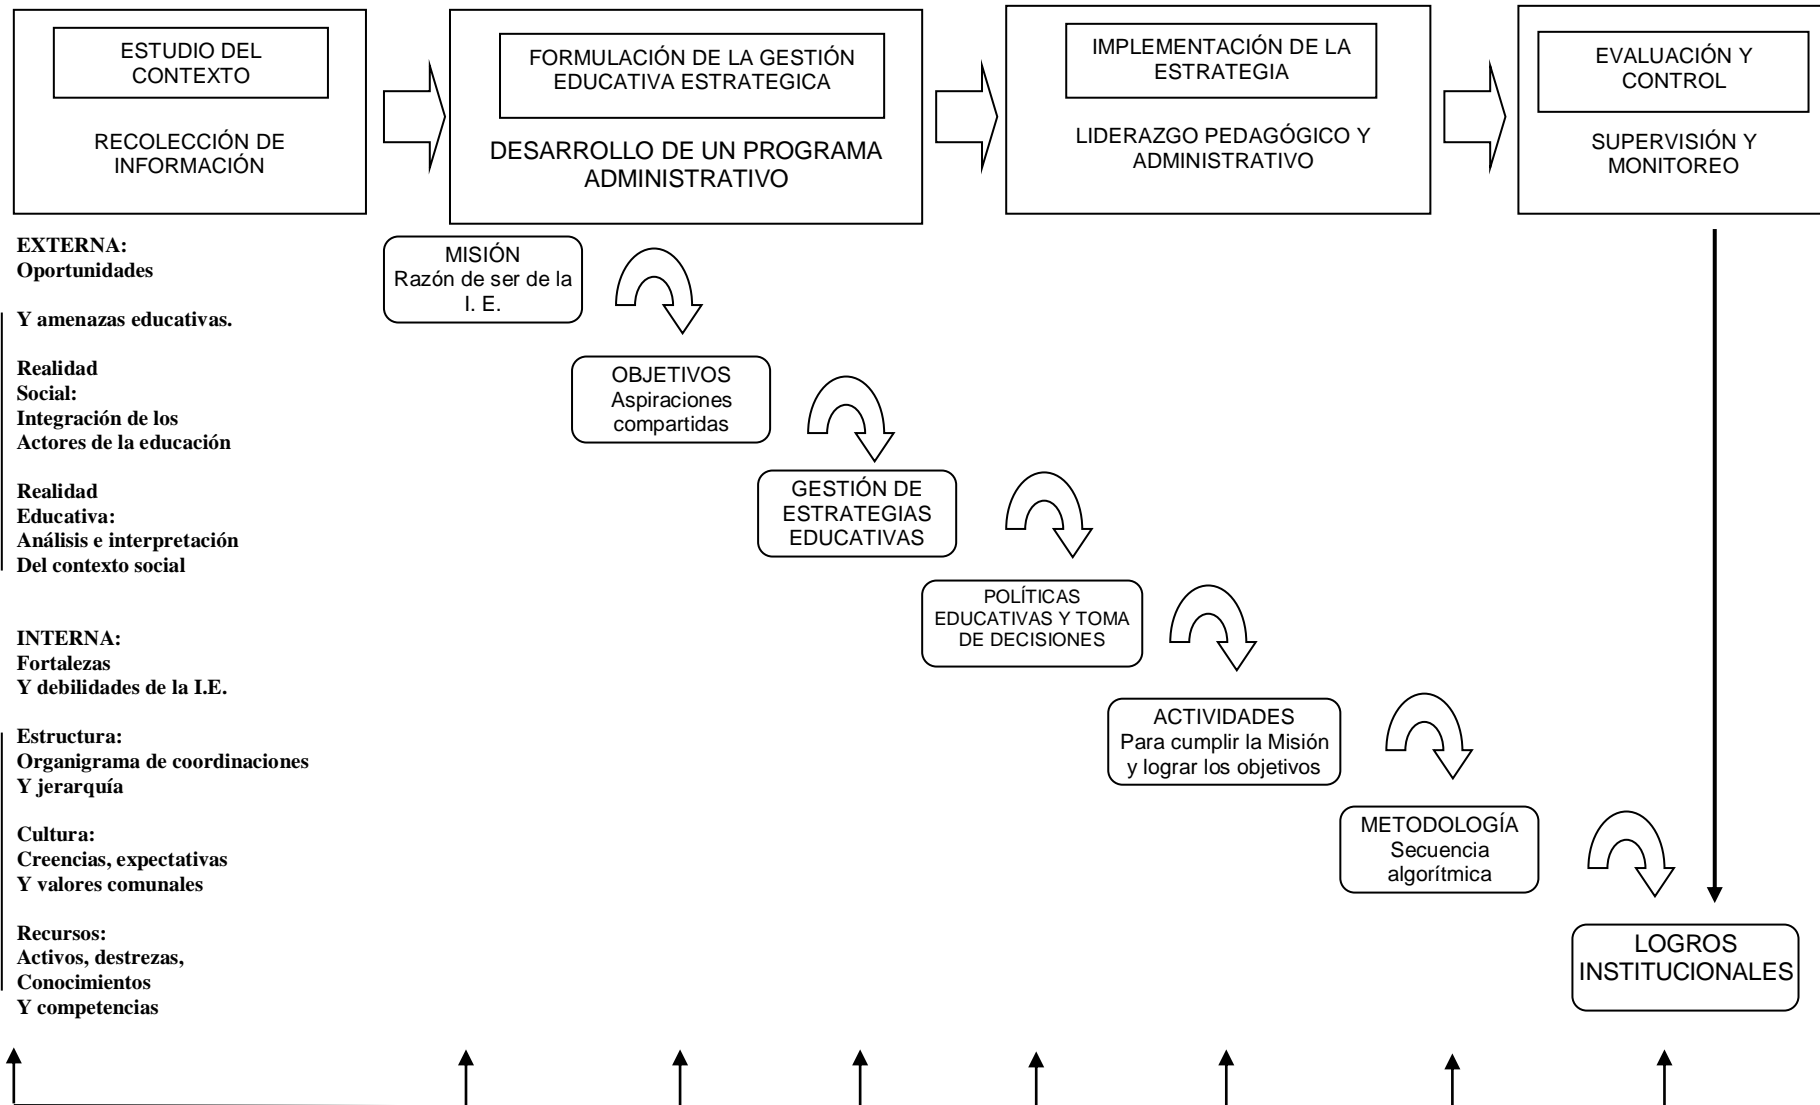 ESTUDIO DEL
CONTEXTO
RECOLECCIÓN DE
INFORMACIÓN
FORMULACIÓN DE LA GESTIÓN
EDUCATIVA ESTRATEGICA
DESARROLLO DE UN PROGRAMA
ADMINISTRATIVO
IMPLEMENTACIÓN DE LA
ESTRATEGIA
LIDERAZGO PEDAGÓGICO Y
ADMINISTRATIVO
EVALUACIÓN Y
CONTROL
SUPERVISIÓN Y
MONITOREO
EXTERNA:
Oportunidades
Y amenazas educativas.
Realidad
Social:
Integración de los
Actores de la educación
Realidad
Educativa:
Análisis e interpretación
Del contexto social
INTERNA:
Fortalezas
Y debilidades de la I.E.
Estructura:
Organigrama de coordinaciones
Y jerarquía
Cultura:
Creencias, expectativas
Y valores comunales
Recursos:
Activos, destrezas,
Conocimientos
Y competencias
MISIÓN
Razón de ser de la
I. E.
OBJETIVOS
Aspiraciones
compartidas
GESTIÓN DE
ESTRATEGIAS
EDUCATIVAS
POLÍTICAS
EDUCATIVAS Y TOMA
DE DECISIONES
ACTIVIDADES
Para cumplir la Misión
y lograr los objetivos
METODOLOGÍA
Secuencia
algorítmica
LOGROS
INSTITUCIONALES